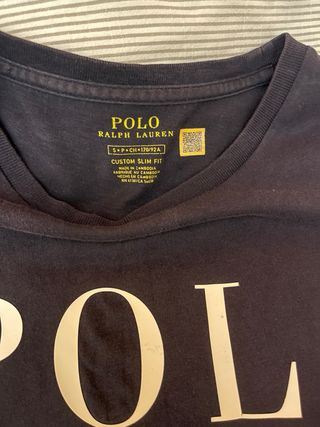 POLO
RALPH LAUREN
S • P • CH • 170/92A
CUSTOM SLIM FIT
MADE IN CAMBODIA
FABRIQUÉ AU CAMBODGE
HECHO EN CAMBOYA
POL